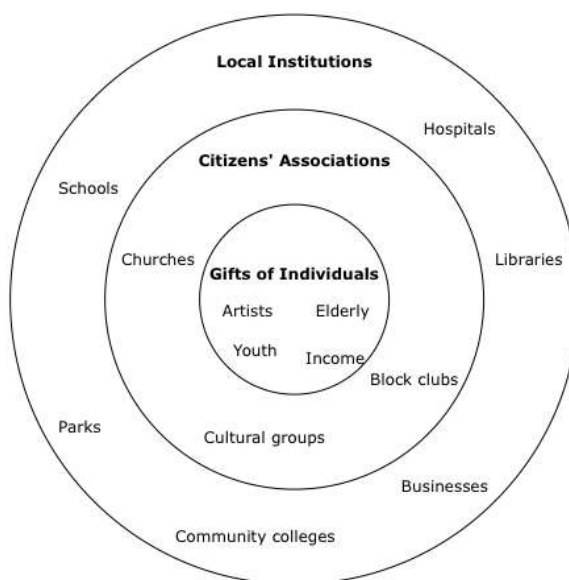 Local Institutions
Hospitals
Citizens' Associations
Schools
Churches
Libraries
Gifts of Individuals
Artists
Elderly
Youth
Income
Block clubs
Parks
Cultural groups
Businesses
Community colleges